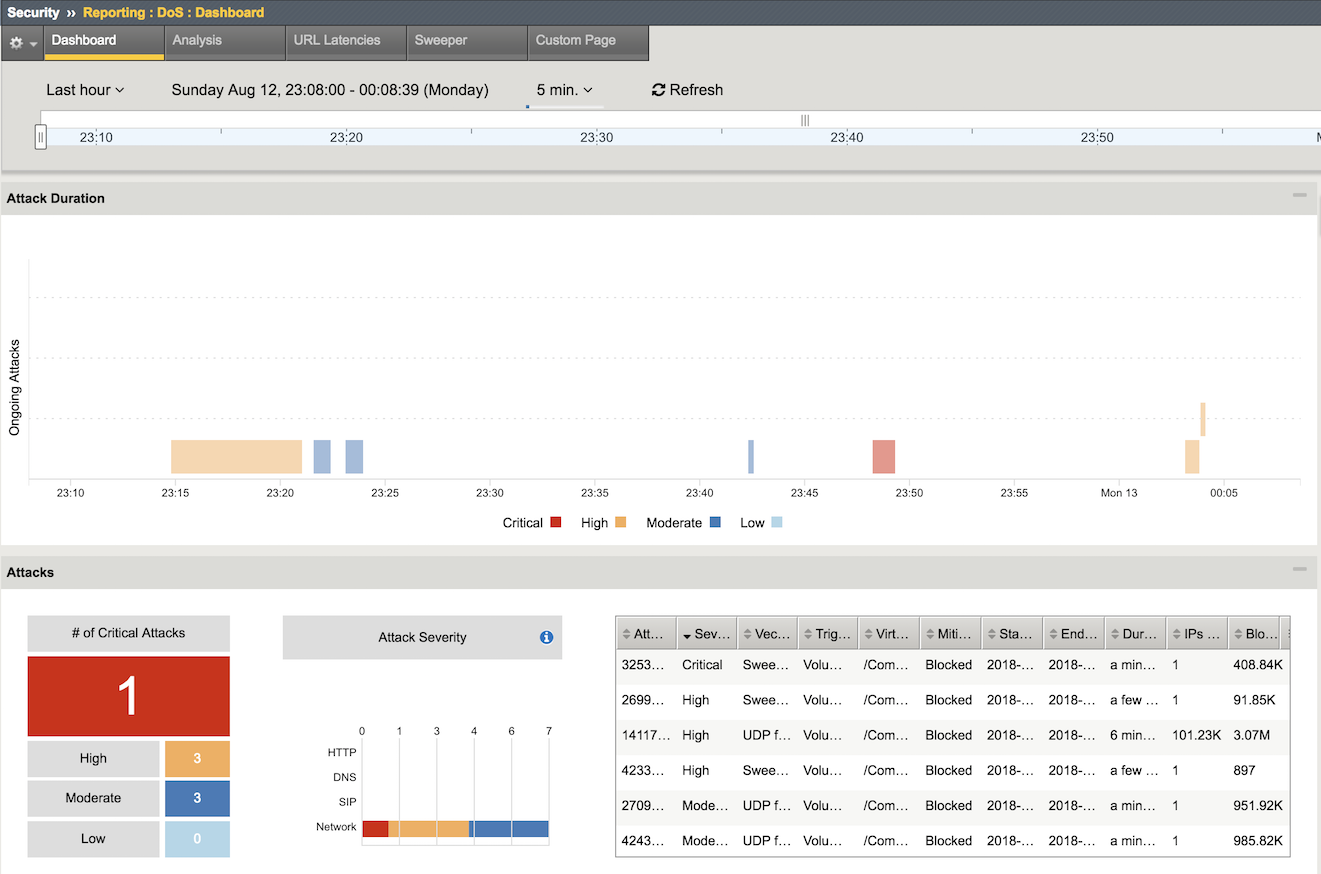 Security » Reporting : DoS : Dashboard
Dashboard Analysis URL Latencies Sweeper Custom Page
Last hour Sunday Aug 12, 23:08:00 - 00:08:39 (Monday) 5 min. Refresh
23:10 23:20 23:30 23:40 23:50
Attack Duration
Ongoing Attacks
23:10 23:15 23:20 23:25 23:30 23:35 23:40 23:45 23:50 23:55 Mon 13 00:05
Critical High Moderate Low
Attacks
# of Critical Attacks
1
High 3
Moderate 3
Low 0
Attack Severity
0 1 3 4 6 7
HTTP
DNS
SIP
Network
Att... Sev... Vec... Trig... Virt... Miti... Sta... End... Dur... IPs ... Blo...
3253... Critical Swee... Volu... /Com... Blocked 2018-... 2018-... a min... 1 408.84K
2699... High Swee... Volu... /Com... Blocked 2018-... 2018-... a few ... 1 91.85K
14117... High UDP f... Volu... /Com... Blocked 2018-... 2018-... 6 min... 101.23K 3.07M
4233... High Swee... Volu... /Com... Blocked 2018-... 2018-... a few ... 1 897
2709... Mode... UDP f... Volu... /Com... Blocked 2018-... 2018-... a min... 1 951.92K
4243... Mode... UDP f... Volu... /Com... Blocked 2018-... 2018-... a min... 1 985.82K